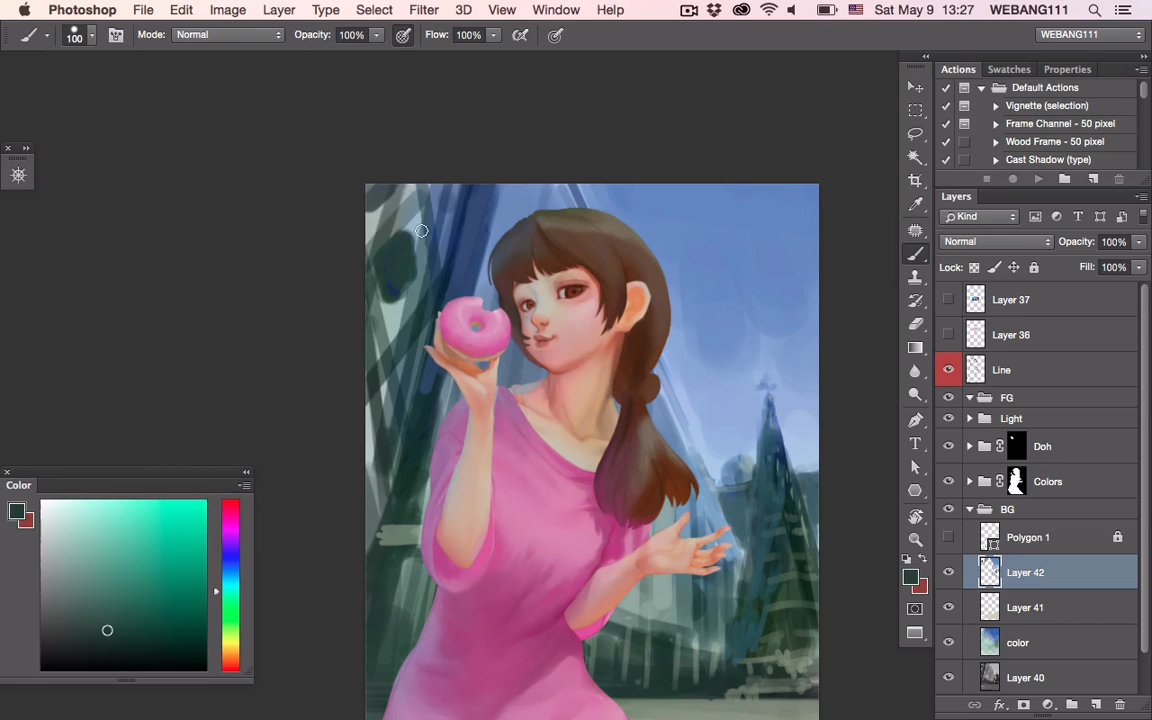 Photoshop File Edit Image Layer Type Select Filter 3D View Window Help Sat May 9 13:27 WEBANG111
100 Mode: Normal Opacity: 100% Flow: 100% WEBANG111
Actions Swatches Properties
Default Actions
Vignette (selection)
Frame Channel - 50 pixel
Wood Frame - 50 pixel
Cast Shadow (type)
Layers
Kind
Normal Opacity: 100%
Lock: Fill: 100%
Layer 37
Layer 36
Line
FG
Light
Doh
Colors
BG
Polygon 1
Layer 42
Layer 41
color
Layer 40
Color